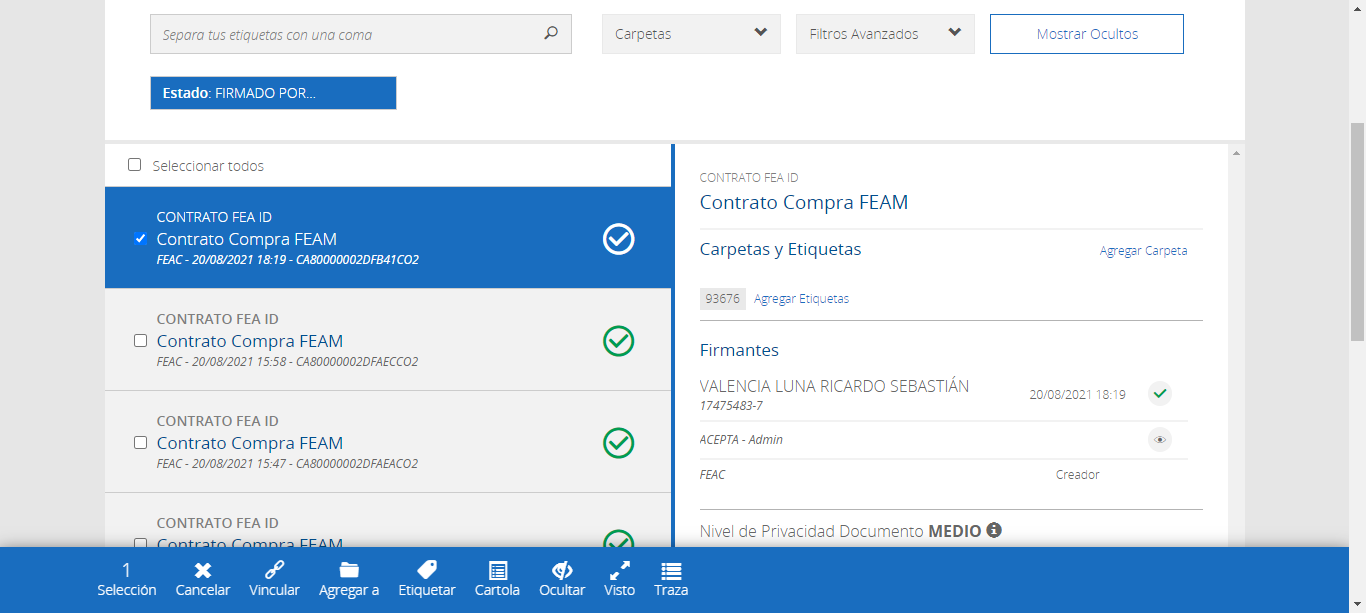 Separa tus etiquetas con una coma
Carpetas
Filtros Avanzados
Mostrar Ocultos
Estado: FIRMADO POR...
Seleccionar todos
CONTRATO FEA ID
Contrato Compra FEAM
FEAC - 20/08/2021 18:19 - CA80000002DFB41CO2
CONTRATO FEA ID
Contrato Compra FEAM
FEAC - 20/08/2021 15:58 - CA80000002DFAECCO2
CONTRATO FEA ID
Contrato Compra FEAM
FEAC - 20/08/2021 15:47 - CA80000002DFAEACO2
CONTRATO FEA ID
Contrato Compra FEAM
CONTRATO FEA ID
Contrato Compra FEAM
Carpetas y Etiquetas
Agregar Carpeta
93676 Agregar Etiquetas
Firmantes
VALENCIA LUNA RICARDO SEBASTIÁN
17475483-7
20/08/2021 18:19
ACEPTA - Admin
FEAC
Creador
Nivel de Privacidad Documento MEDIO
1
Selección
Cancelar
Vincular
Agregar a
Etiquetar
Cartola
Ocultar
Visto
Traza